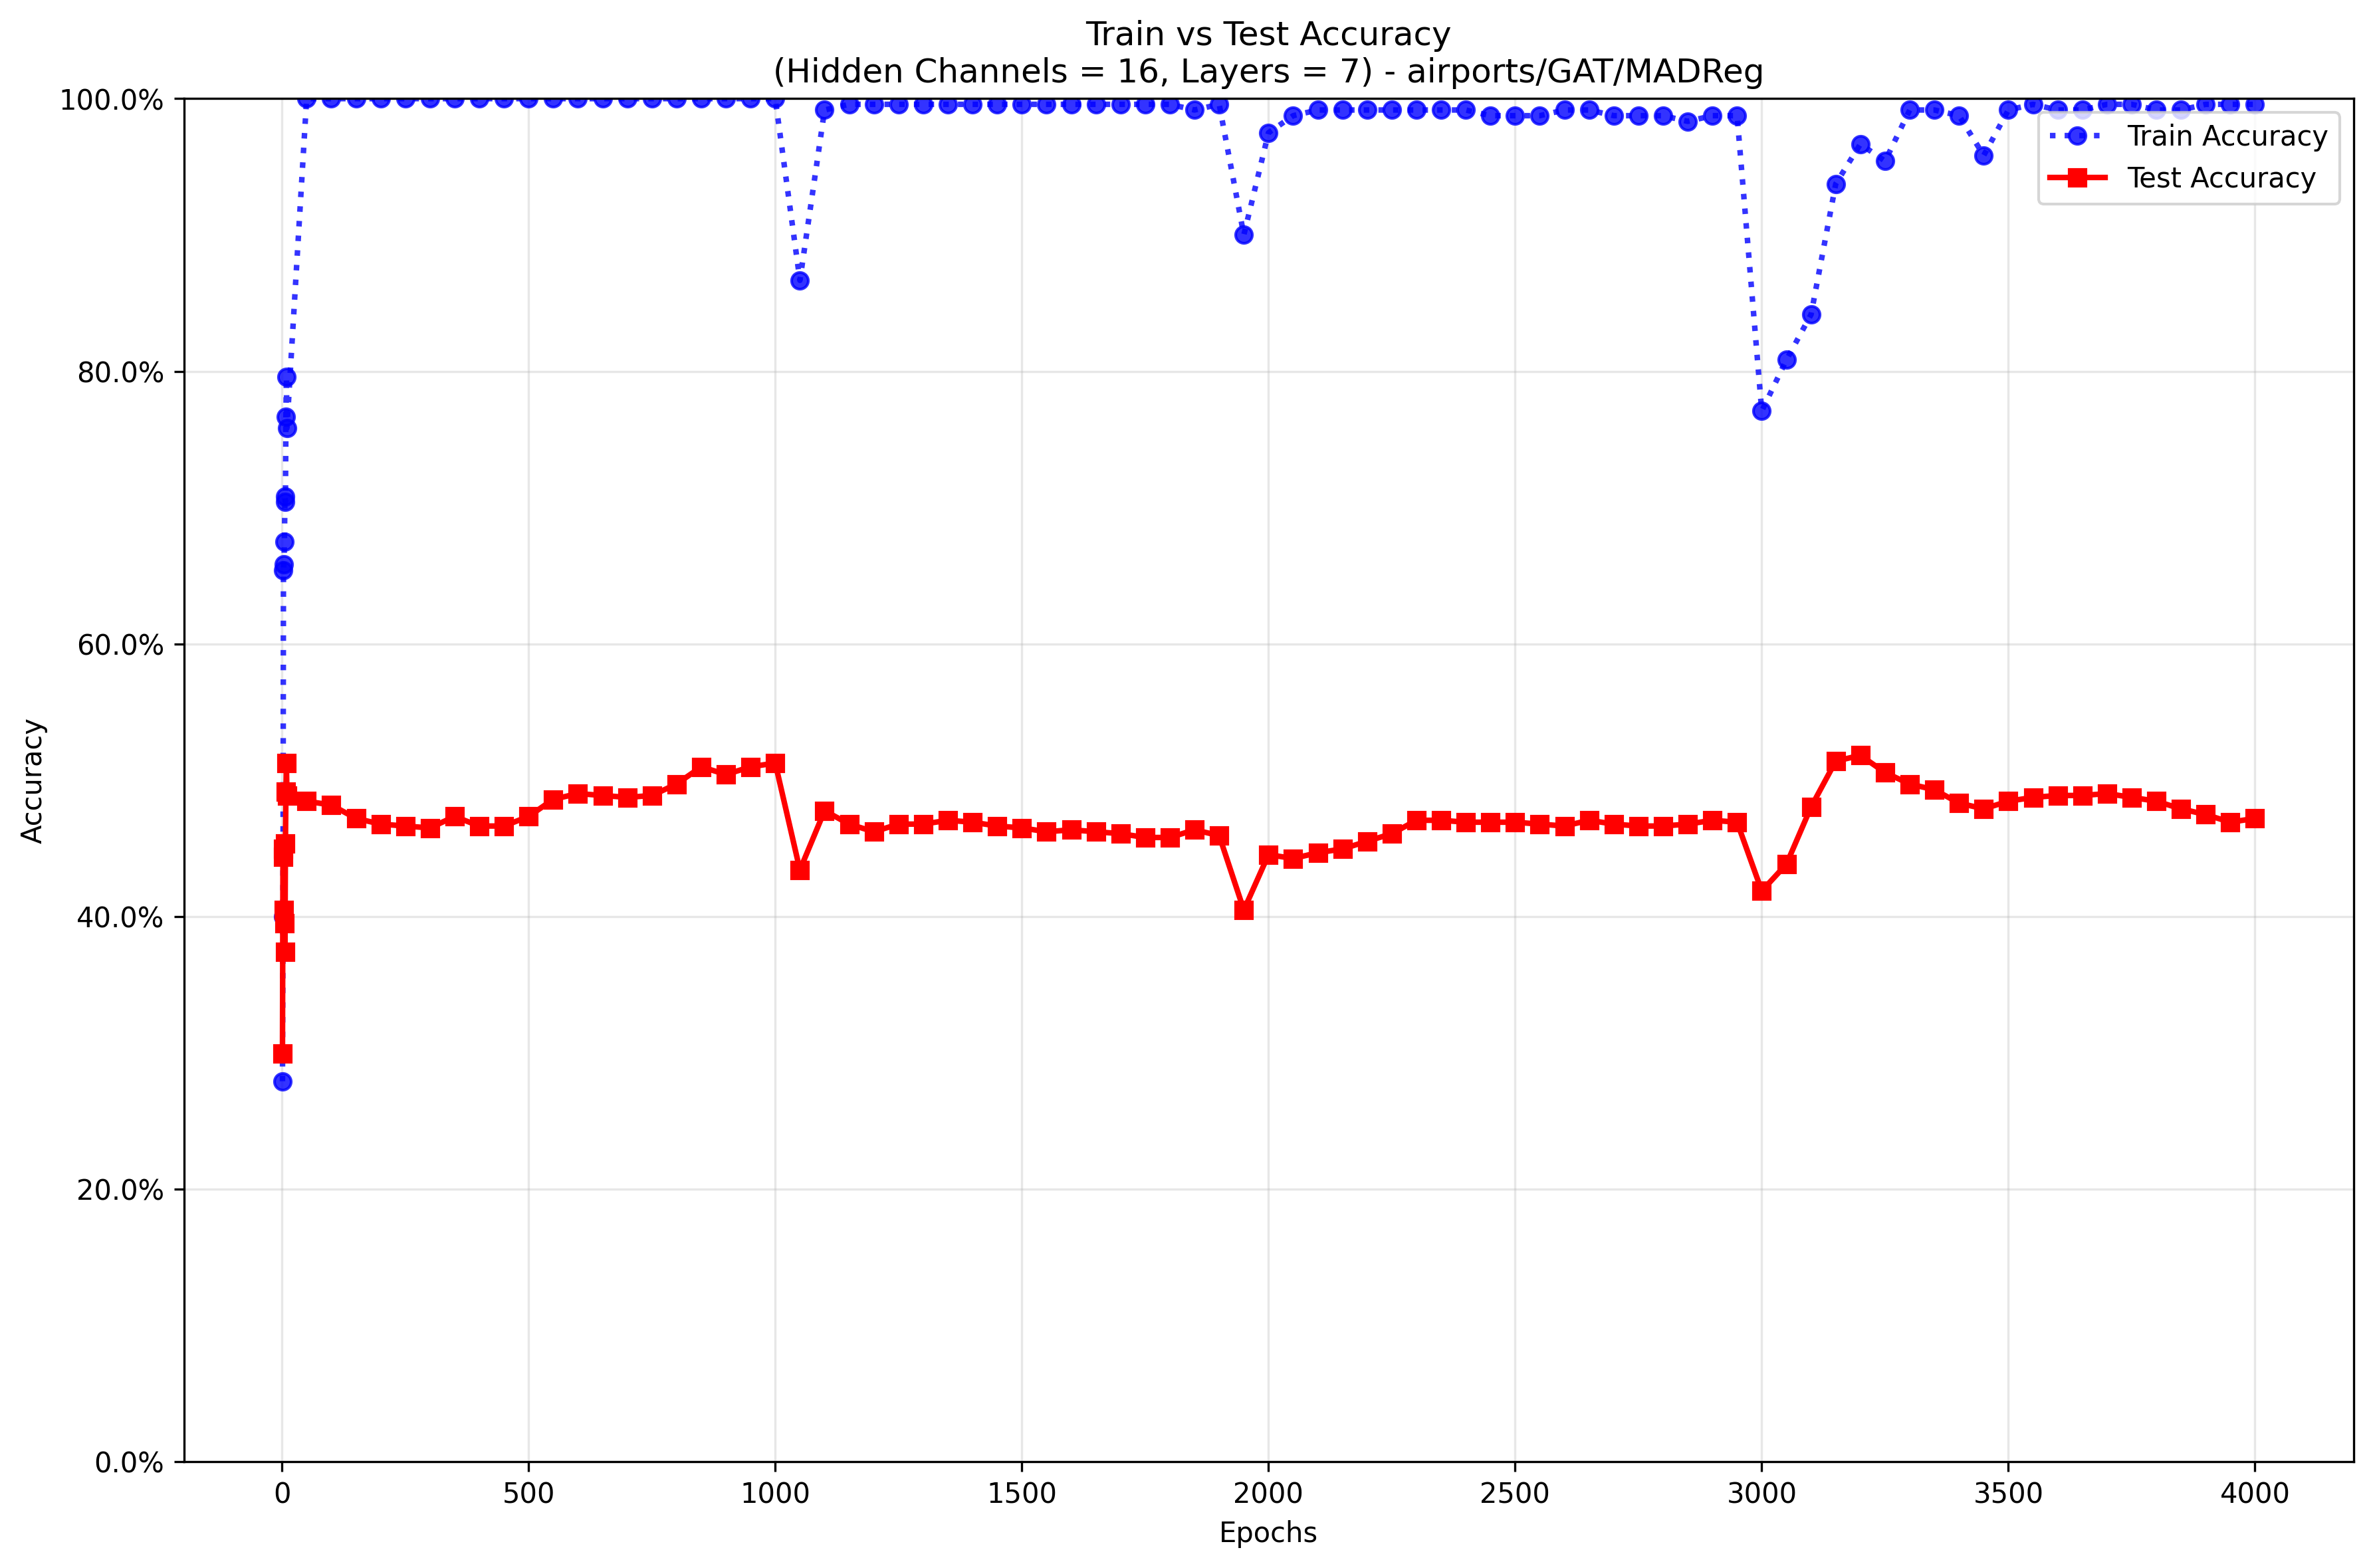 Train vs Test Accuracy
(Hidden Channels = 16, Layers = 7) - airports/GAT/MADReg
100.0%
80.0%
60.0%
40.0%
20.0%
0.0%
Accuracy
Train Accuracy
Test Accuracy
0 500 1000 1500 2000 2500 3000 3500 4000
Epochs